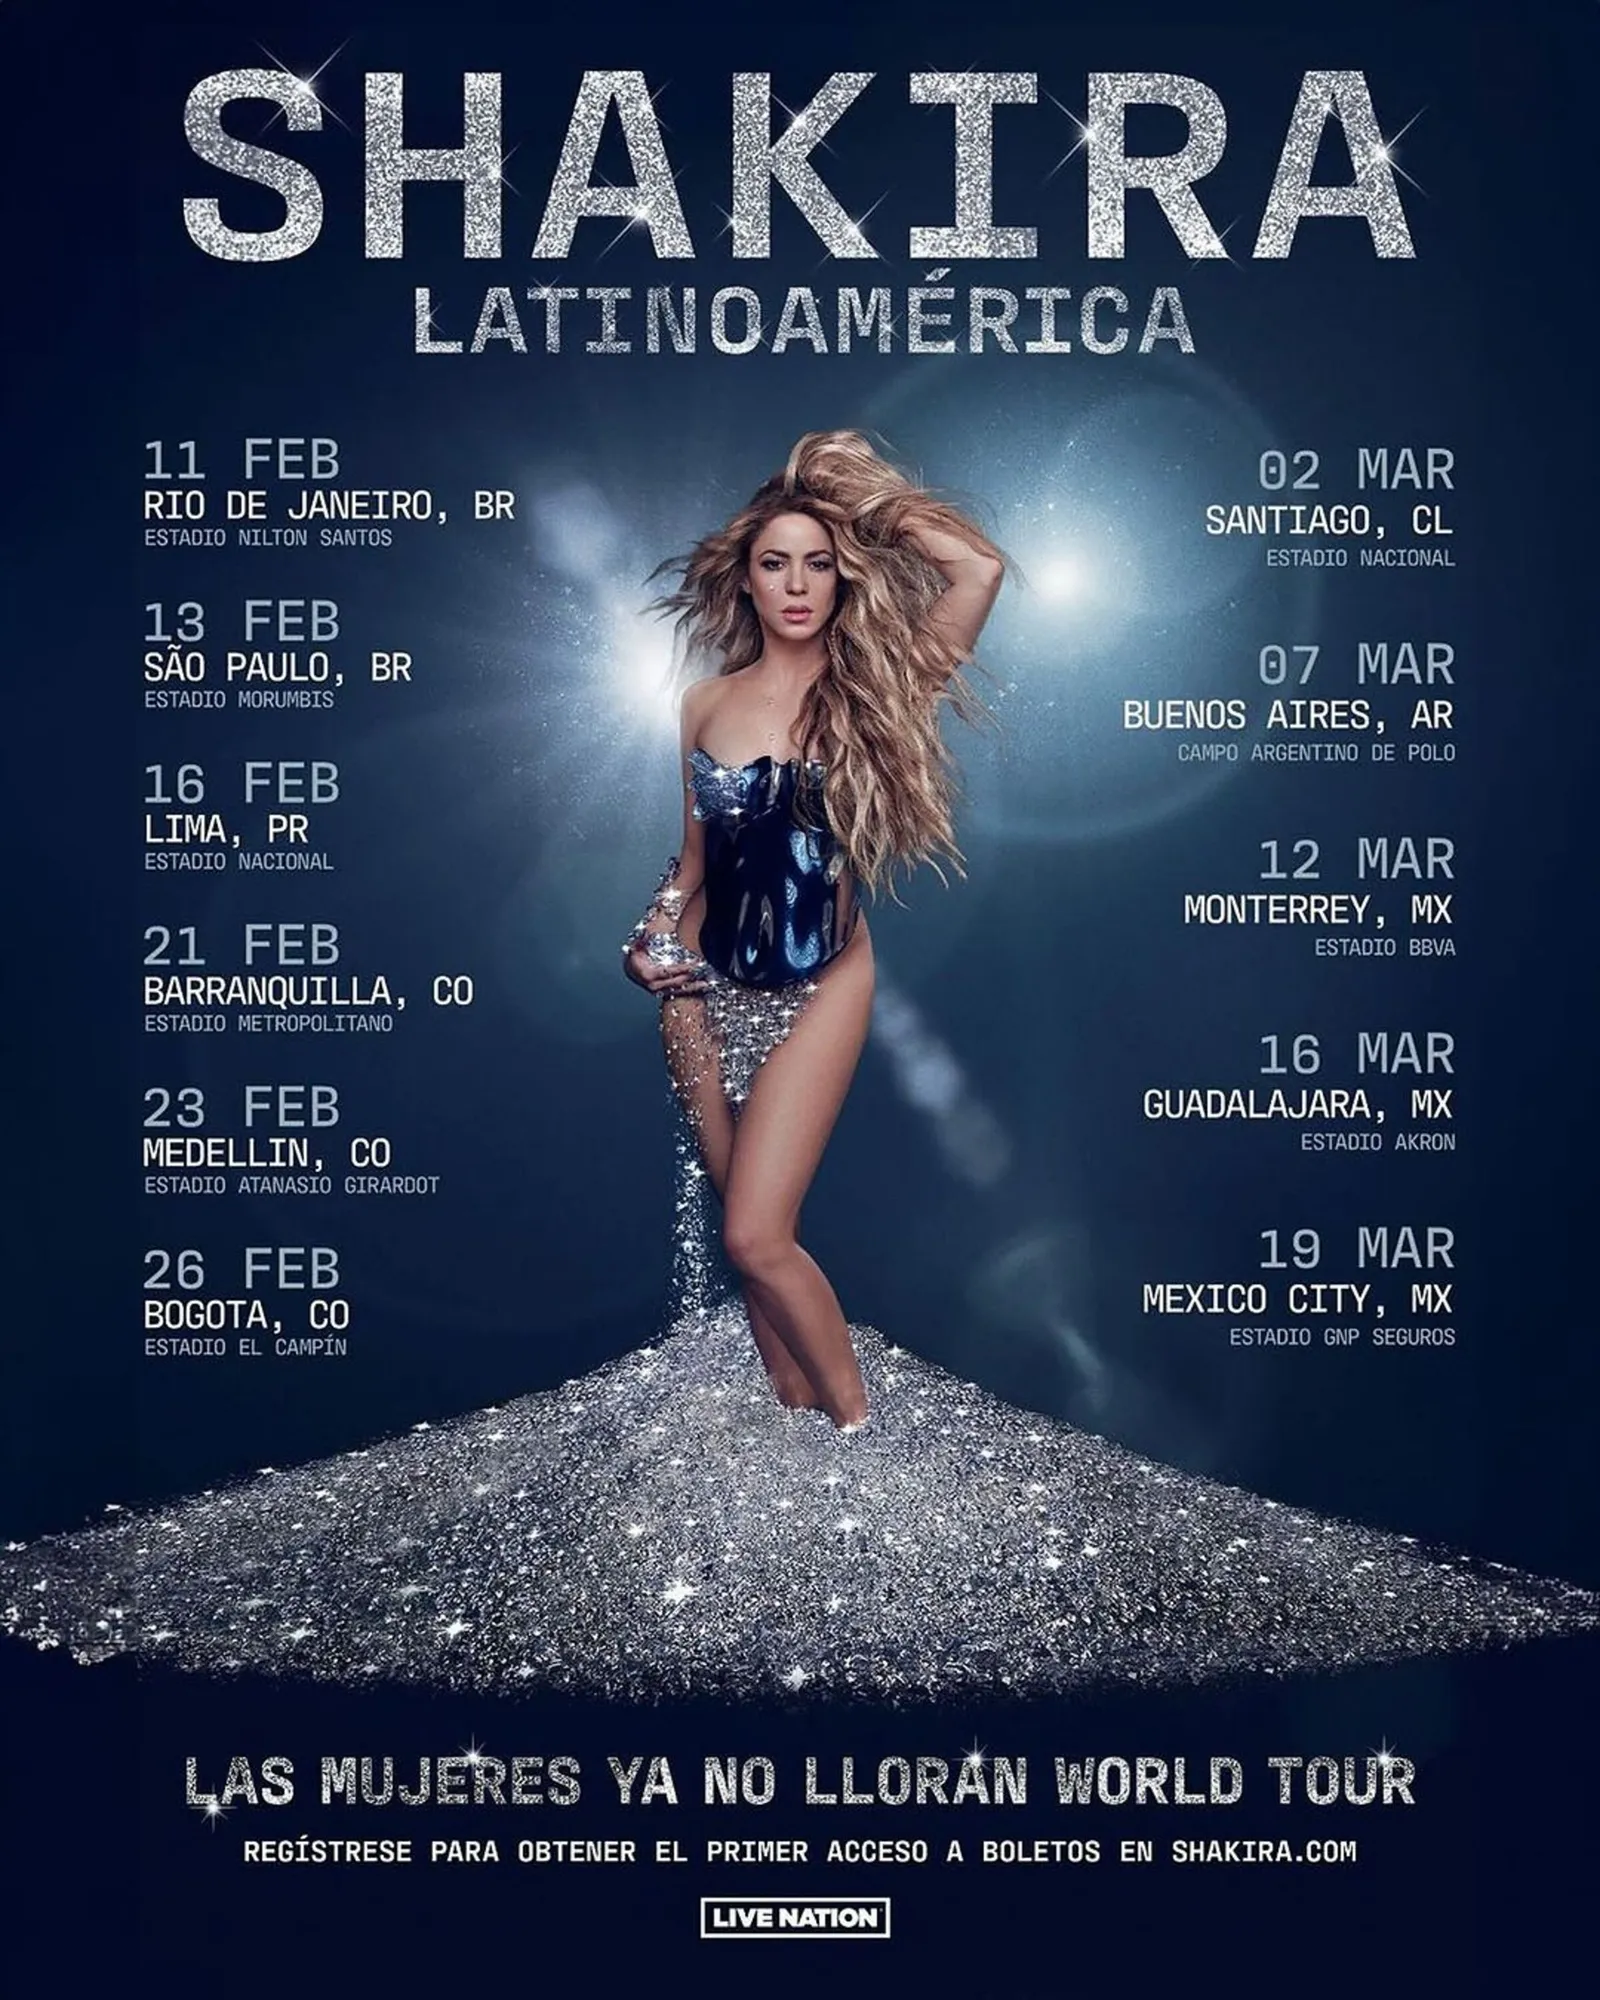 SHAKIRA
LATINOAMÉRICA
11 FEB
RIO DE JANEIRO, BR
ESTADIO NILTON SANTOS
13 FEB
SÃO PAULO, BR
ESTADIO MORUMBIS
16 FEB
LIMA, PR
ESTADIO NACIONAL
21 FEB
BARRANQUILLA, CO
ESTADIO METROPOLITANO
23 FEB
MEDELLIN, CO
ESTADIO ATANASIO GIRARDOT
26 FEB
BOGOTA, CO
ESTADIO EL CAMPÍN
02 MAR
SANTIAGO, CL
ESTADIO NACIONAL
07 MAR
BUENOS AIRES, AR
CAMPO ARGENTINO DE POLO
12 MAR
MONTERREY, MX
ESTADIO BBVA
16 MAR
GUADALAJARA, MX
ESTADIO AKRON
19 MAR
MEXICO CITY, MX
ESTADIO GNP SEGUROS
LAS MUJERES YA NO LLORAN WORLD TOUR
REGÍSTRESE PARA OBTENER EL PRIMER ACCESO A BOLETOS EN SHAKIRA.COM
LIVE NATION